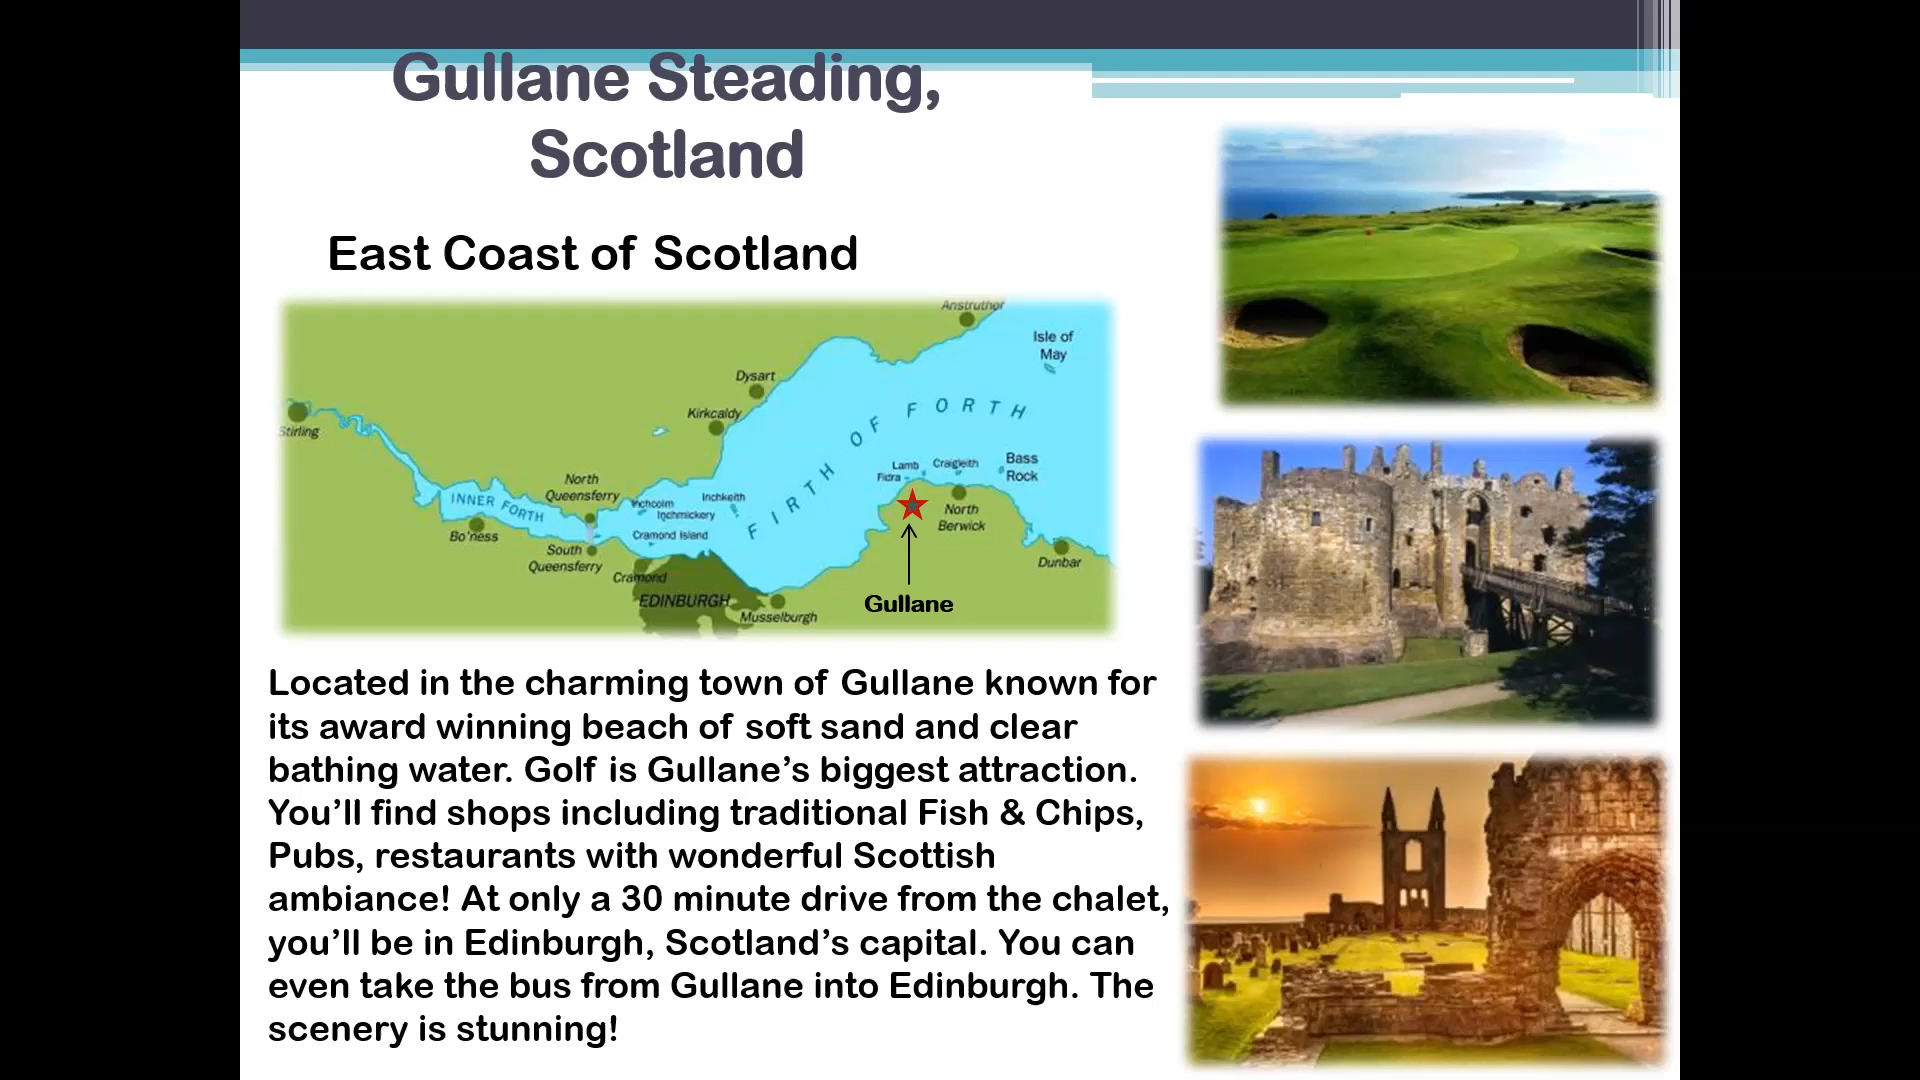 Gullane Steading,
Scotland
East Coast of Scotland
Anstruther
Isle of
May
Dysart
Kirkcaldy
Stirling
FIRTH OF FORTH
Lamb
Craigleith
Fidra
Bass
Rock
North
Queensferry
INNER FORTH
Inchcolm
Inchkeith
Inchmickery
Cramond Island
North
Berwick
Bo'ness
South
Queensferry
Cramond
Dunbar
EDINBURGH
Musselburgh
Gullane
Located in the charming town of Gullane known for
its award winning beach of soft sand and clear
bathing water. Golf is Gullane’s biggest attraction.
You’ll find shops including traditional Fish & Chips,
Pubs, restaurants with wonderful Scottish
ambiance! At only a 30 minute drive from the chalet,
you’ll be in Edinburgh, Scotland’s capital. You can
even take the bus from Gullane into Edinburgh. The
scenery is stunning!